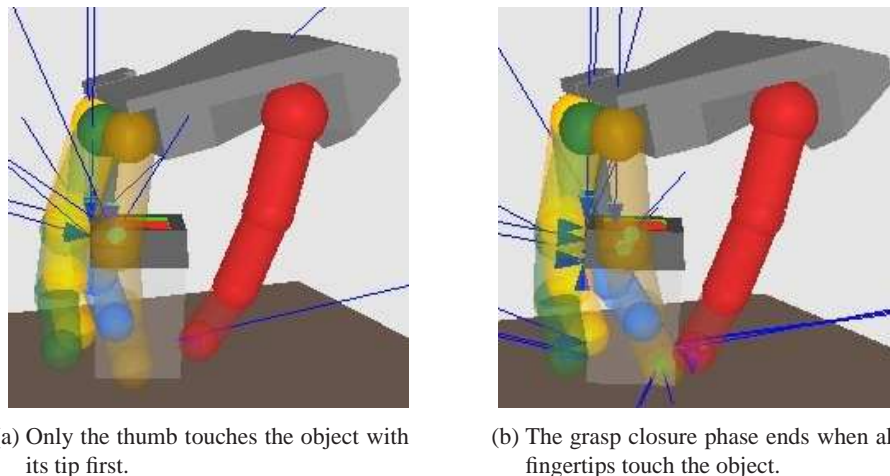 a) Only the thumb touches the object with
its tip first.
(b) The grasp closure phase ends when al
fingertips touch the object.